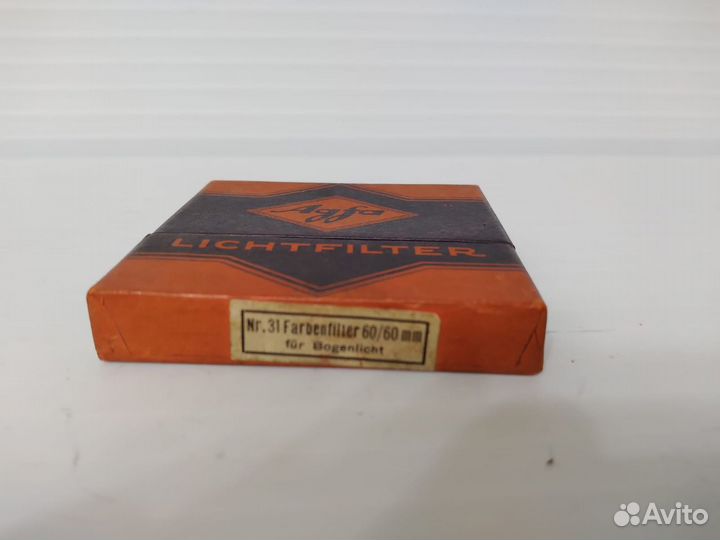 Agfa
LICHTFILTER
Nr. 31 Farbenfilter 60/60 mm
für Bogenlicht
Avito